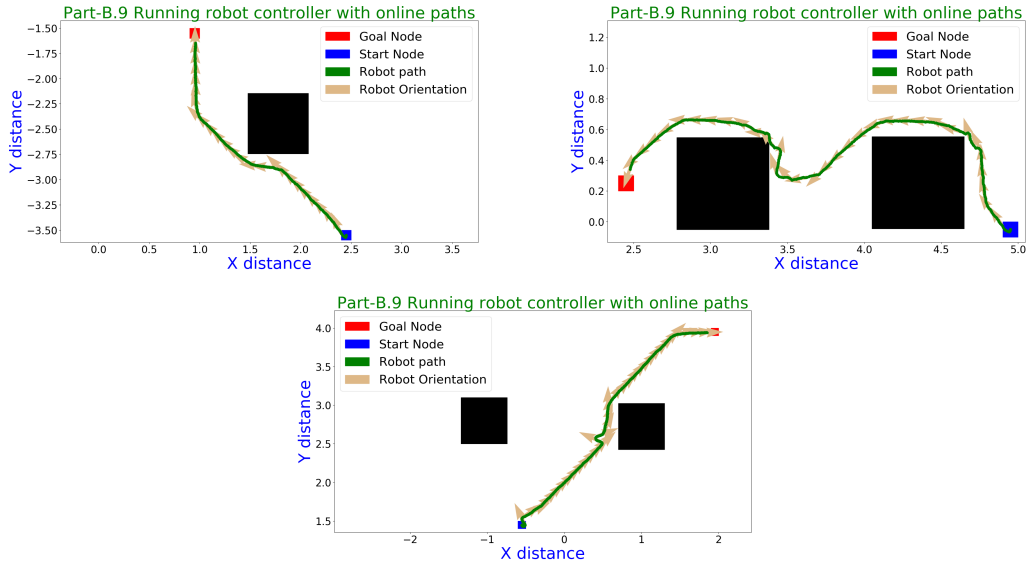 Part-B.9 Running robot controller with online paths
Goal Node
Start Node
Robot path
Robot Orientation
Y distance
−1.50
−1.75
−2.00
−2.25
−2.50
−2.75
−3.00
−3.25
−3.50
0.0 0.5 1.0 1.5 2.0 2.5 3.0 3.5
X distance
Part-B.9 Running robot controller with online paths
Goal Node
Start Node
Robot path
Robot Orientation
Y distance
1.2
1.0
0.8
0.6
0.4
0.2
0.0
2.5 3.0 3.5 4.0 4.5 5.0
X distance
Part-B.9 Running robot controller with online paths
Goal Node
Start Node
Robot path
Robot Orientation
Y distance
4.0
3.5
3.0
2.5
2.0
1.5
−2 −1 0 1 2
X distance